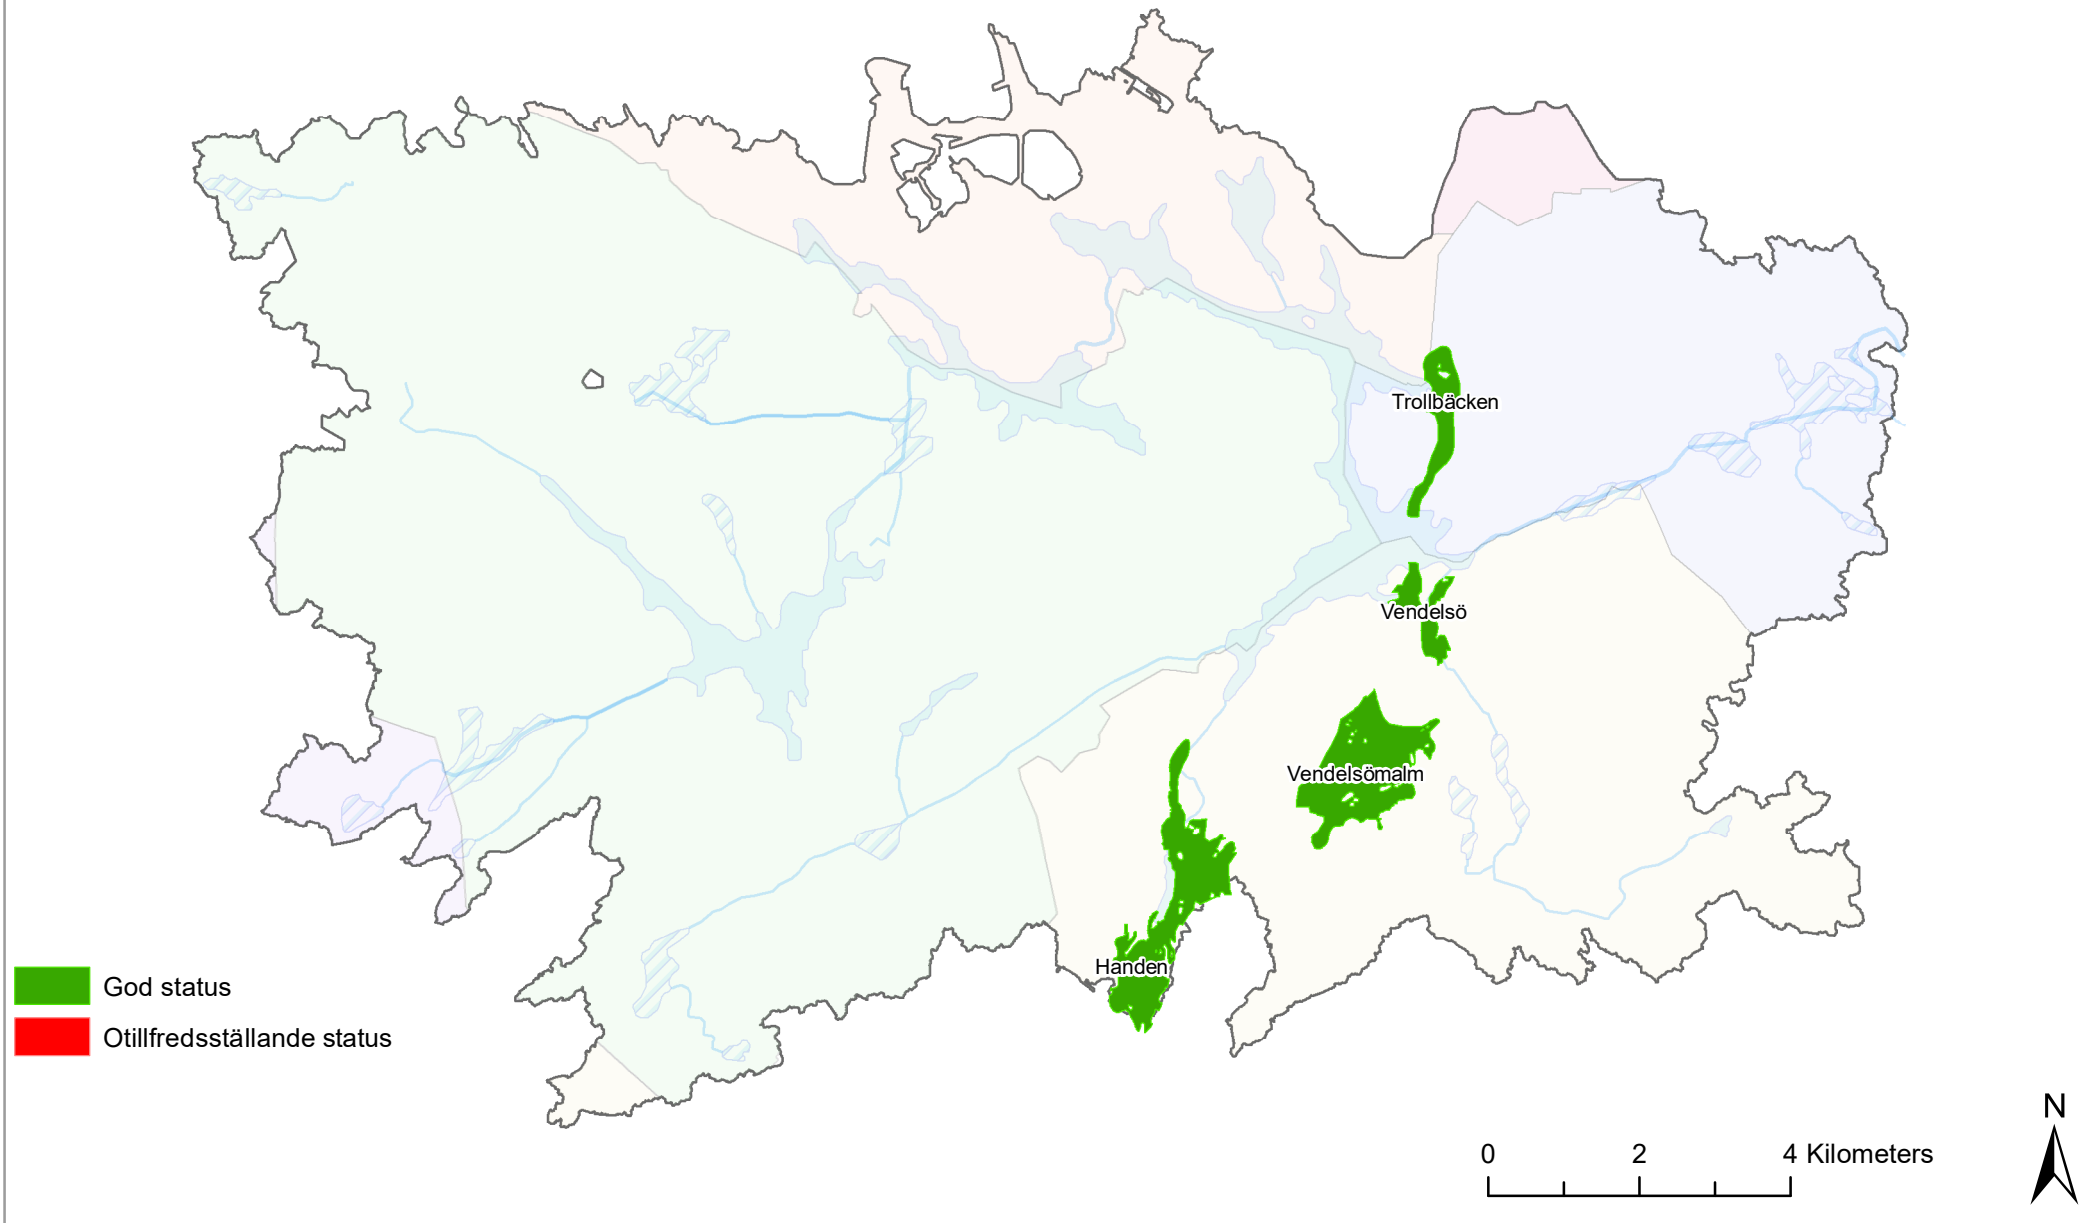 Trollbäcken
Vendelsö
Vendelsömalm
Handen
God status
Otillfredsställande status
N
0 2 4 Kilometers